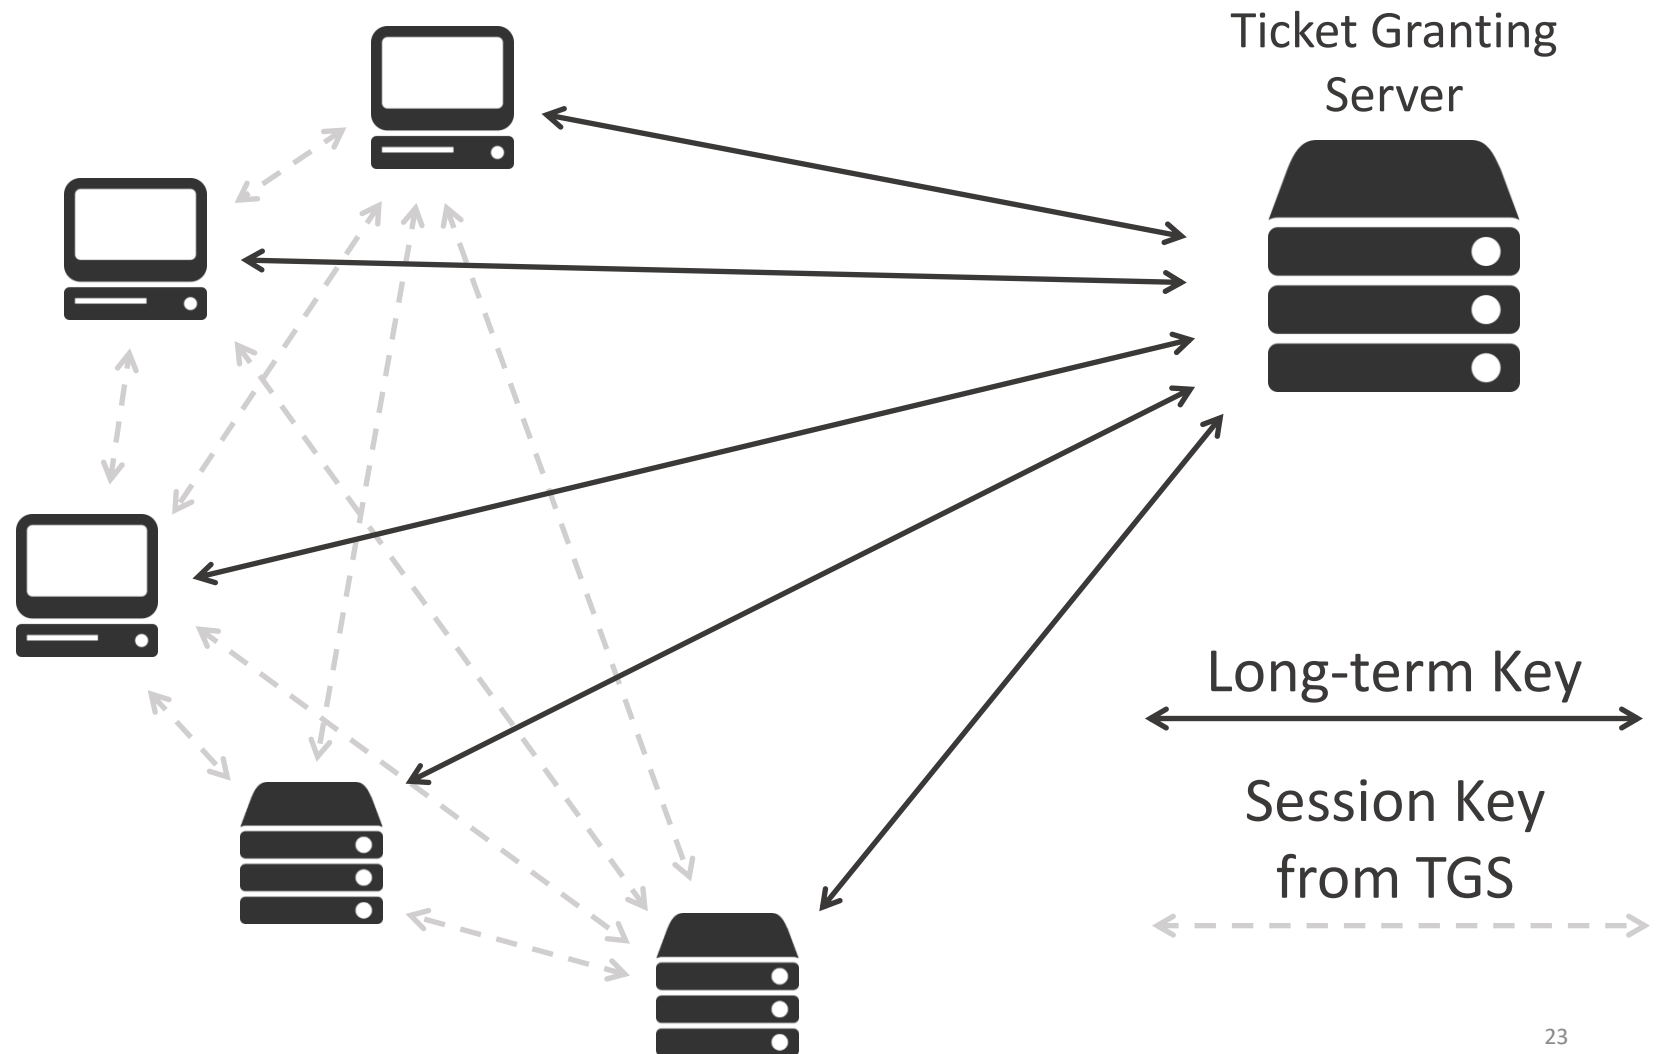 Ticket Granting
Server
Long-term Key
Session Key
from TGS
23